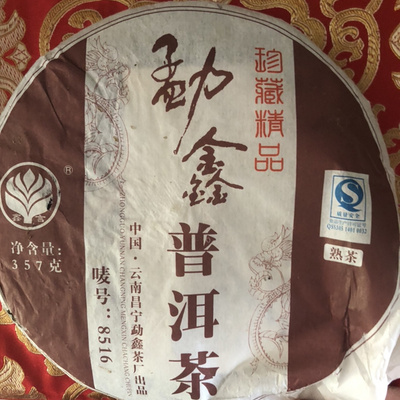 珍藏精品
勐鑫
普洱茶
®
净含量:
357克
唛号:8516
中国·云南昌宁勐鑫茶厂出品
QS
熟茶